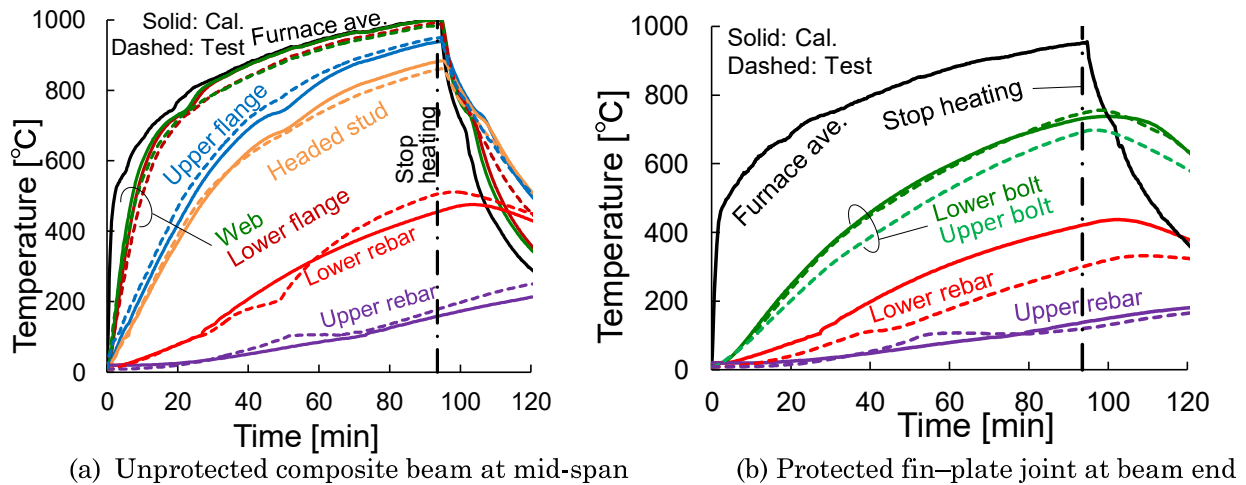 Solid: Cal.
Dashed: Test
Furnace ave.
Upper flange
Headed stud
Stop
heating
Web
Lower flange
Lower rebar
Upper rebar
Temperature [℃]
1000
800
600
400
200
0
0 20 40 60 80 100 120
Time [min]
(a) Unprotected composite beam at mid-span
Solid: Cal.
Dashed: Test
Furnace ave.
Stop heating
Lower bolt
Upper bolt
Lower rebar
Upper rebar
Temperature [℃]
1000
800
600
400
200
0
0 20 40 60 80 100 120
Time [min]
(b) Protected fin–plate joint at beam end